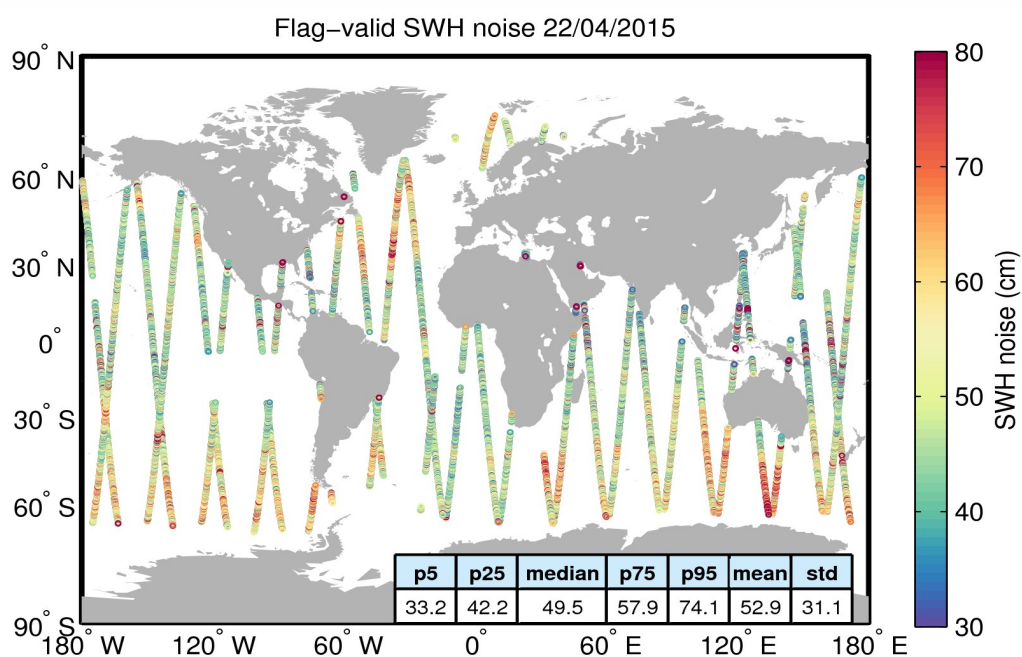 Flag−valid SWH noise 22/04/2015
90° N
60° N
30° N
0°
30° S
60° S
90° S
180° W
120° W
60° W
0°
60° E
120° E
180° E
p5 p25 median p75 p95 mean std
33.2 42.2 49.5 57.9 74.1 52.9 31.1
80
70
60
50
40
30
SWH noise (cm)